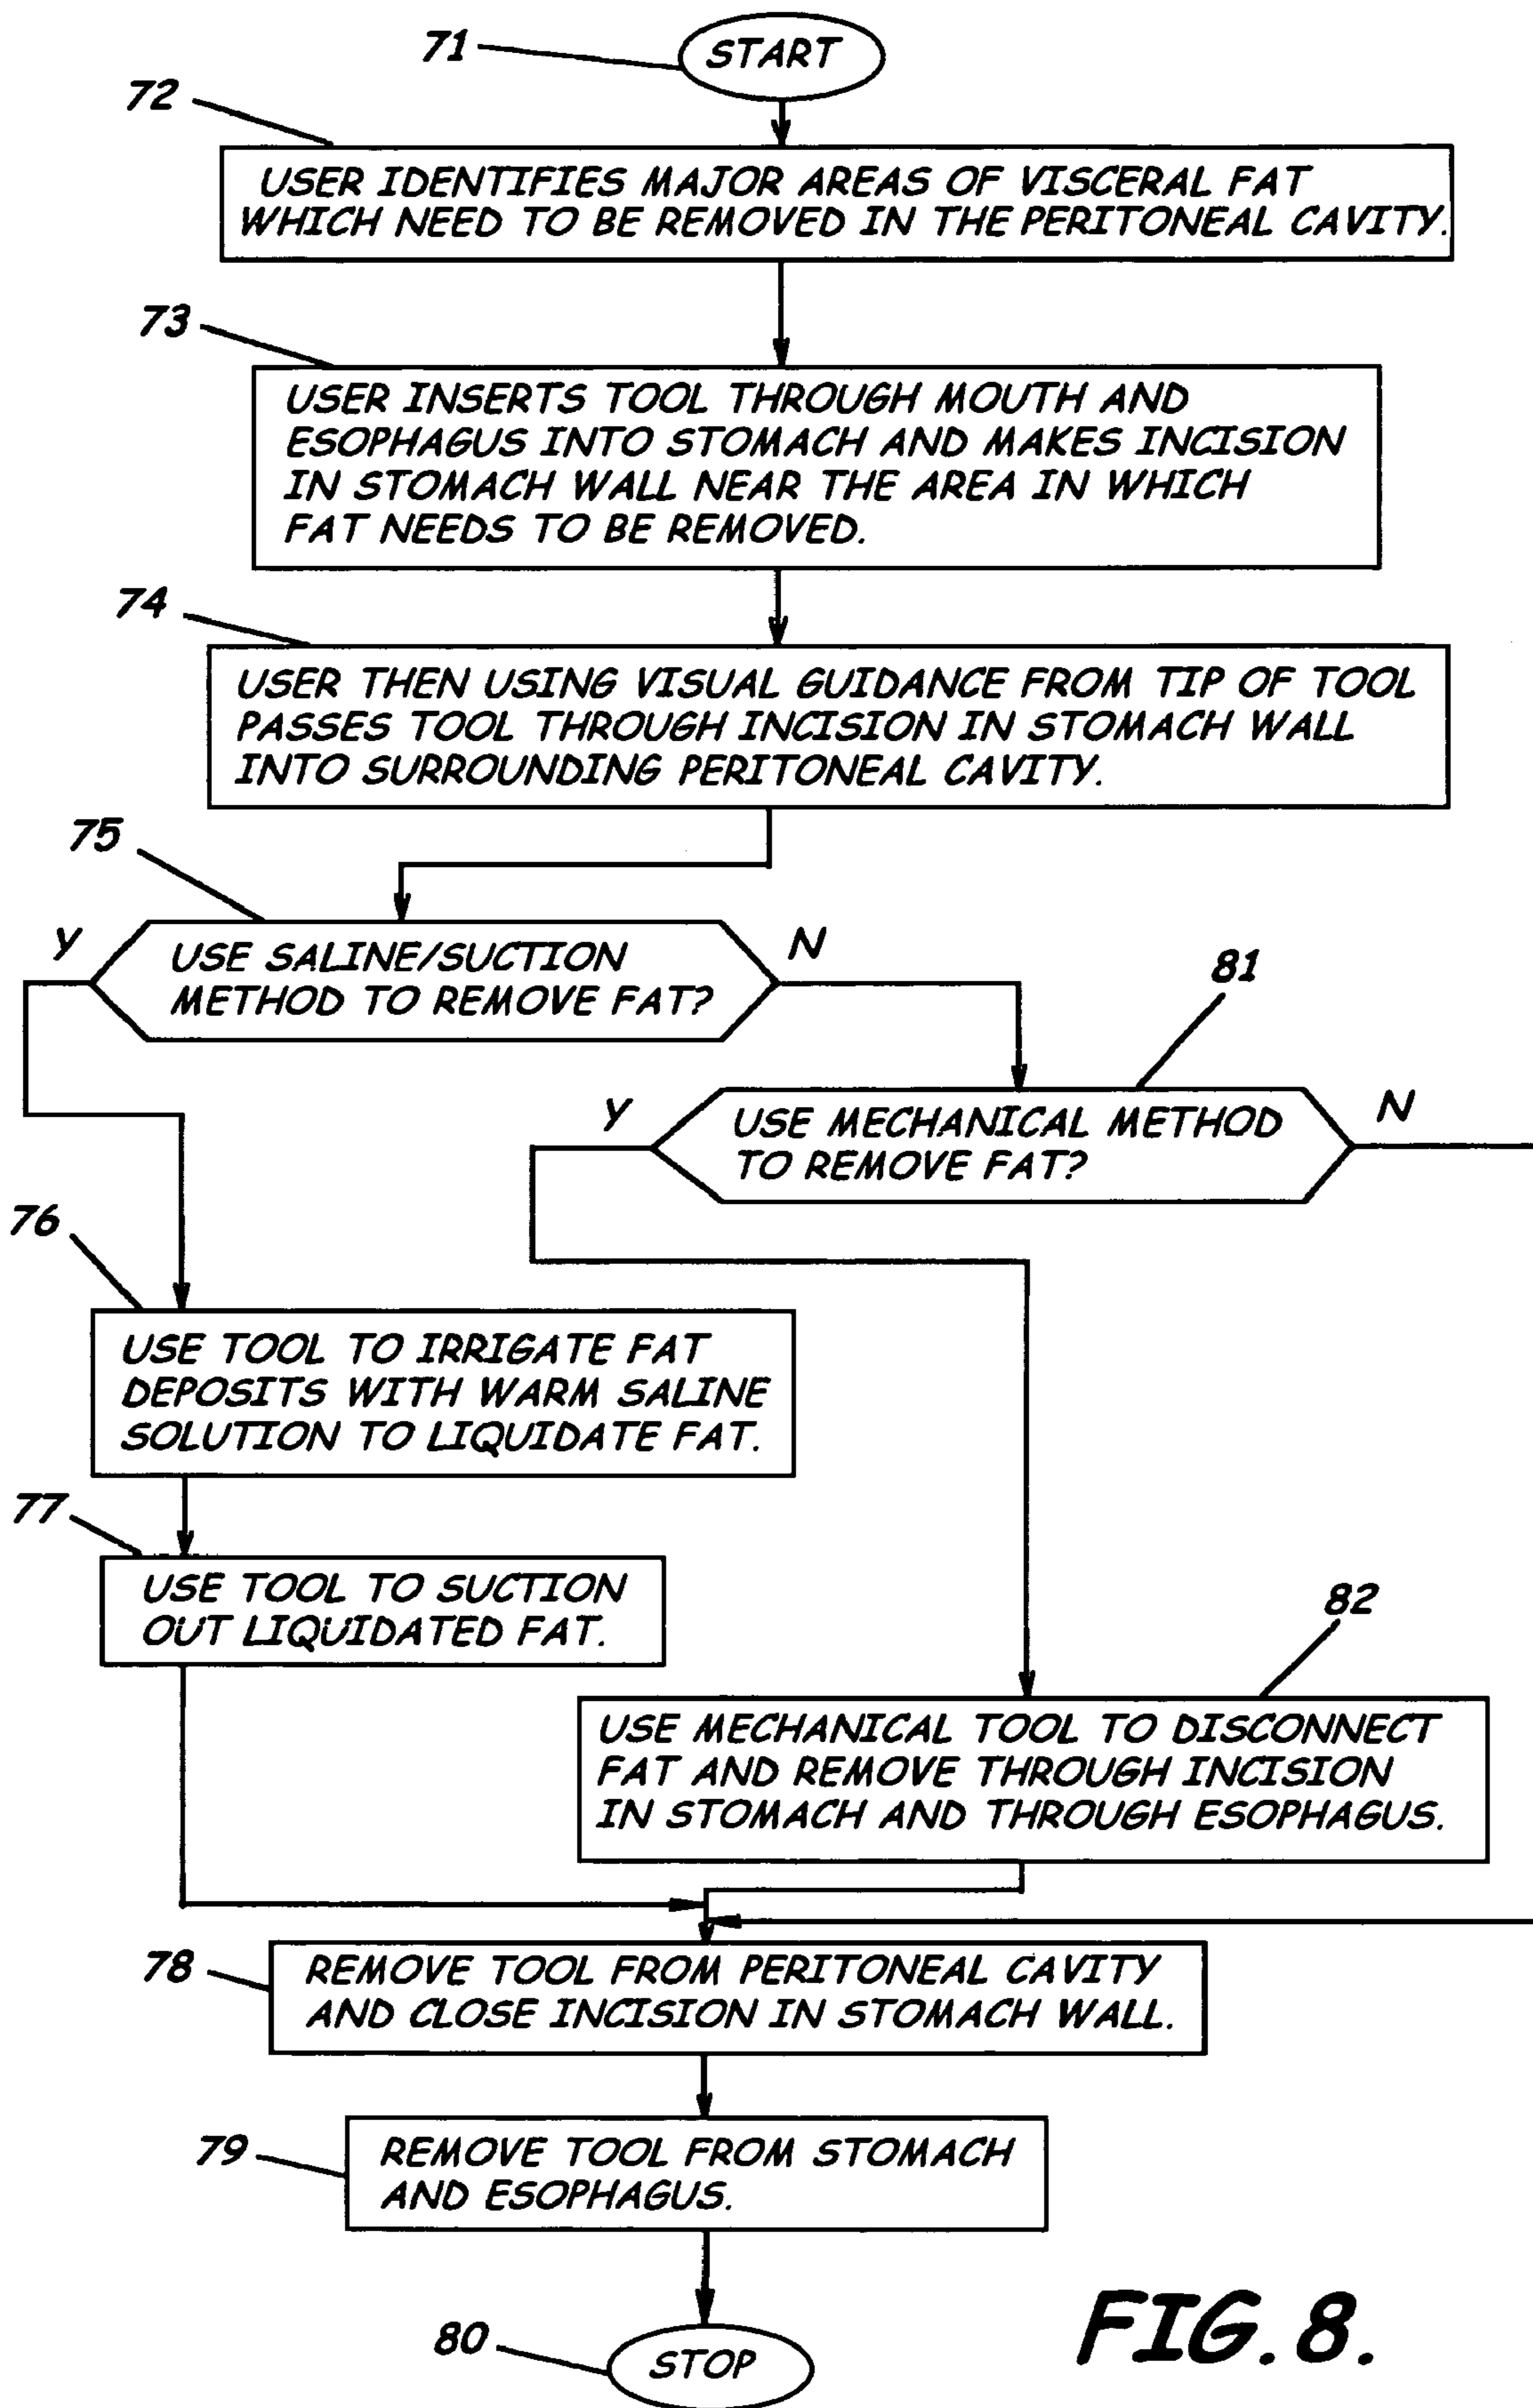 71
START
72
USER IDENTIFIES MAJOR AREAS OF VISCERAL FAT
WHICH NEED TO BE REMOVED IN THE PERITONEAL CAVITY.
73
USER INSERTS TOOL THROUGH MOUTH AND
ESOPHAGUS INTO STOMACH AND MAKES INCISION
IN STOMACH WALL NEAR THE AREA IN WHICH
FAT NEEDS TO BE REMOVED.
74
USER THEN USING VISUAL GUIDANCE FROM TIP OF TOOL
PASSES TOOL THROUGH INCISION IN STOMACH WALL
INTO SURROUNDING PERITONEAL CAVITY.
75
Y
USE SALINE/SUCTION
METHOD TO REMOVE FAT?
N
81
Y
USE MECHANICAL METHOD
TO REMOVE FAT?
N
76
USE TOOL TO IRRIGATE FAT
DEPOSITS WITH WARM SALINE
SOLUTION TO LIQUIDATE FAT.
77
USE TOOL TO SUCTION
OUT LIQUIDATED FAT.
82
USE MECHANICAL TOOL TO DISCONNECT
FAT AND REMOVE THROUGH INCISION
IN STOMACH AND THROUGH ESOPHAGUS.
78
REMOVE TOOL FROM PERITONEAL CAVITY
AND CLOSE INCISION IN STOMACH WALL.
79
REMOVE TOOL FROM STOMACH
AND ESOPHAGUS.
80
STOP
FIG. 8.